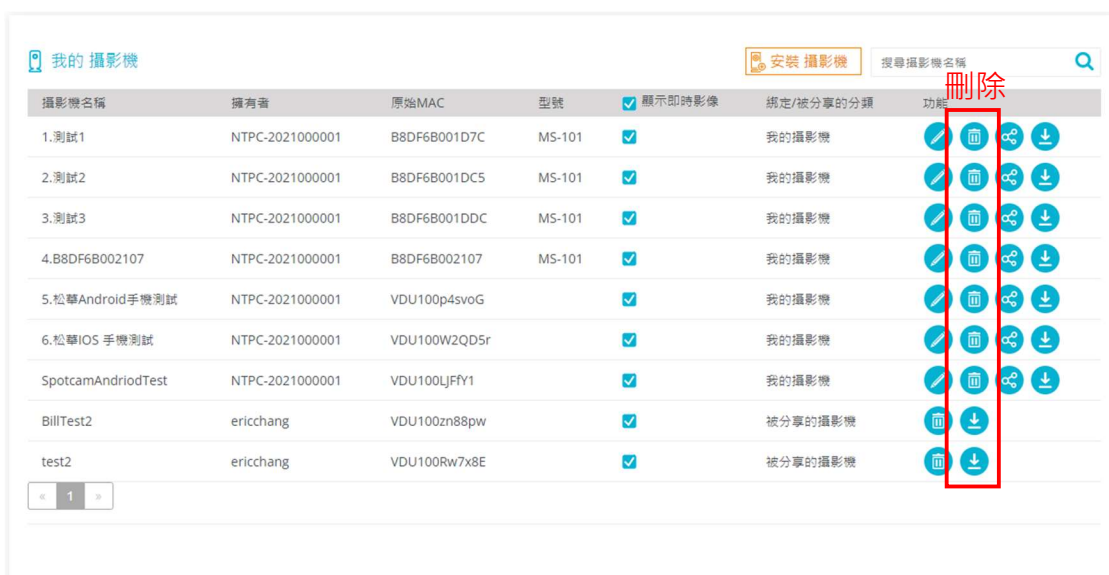 我的 攝影機
安裝 攝影機
搜尋攝影機名稱
刪除
攝影機名稱 擁有者 原始MAC 型號 顯示即時影像 綁定/被分享的分類 功能
1.測試1 NTPC-2021000001 B8DF6B001D7C MS-101 我的攝影機
2.測試2 NTPC-2021000001 B8DF6B001DC5 MS-101 我的攝影機
3.測試3 NTPC-2021000001 B8DF6B001DDC MS-101 我的攝影機
4.B8DF6B002107 NTPC-2021000001 B8DF6B002107 MS-101 我的攝影機
5.松華Android手機測試 NTPC-2021000001 VDU100p4svoG 我的攝影機
6.松華IOS 手機測試 NTPC-2021000001 VDU100W2QD5r 我的攝影機
SpotcamAndriodTest NTPC-2021000001 VDU100LJFfY1 我的攝影機
BillTest2 ericchang VDU100zn88pw 被分享的攝影機
test2 ericchang VDU100Rw7x8E 被分享的攝影機
« 1 »